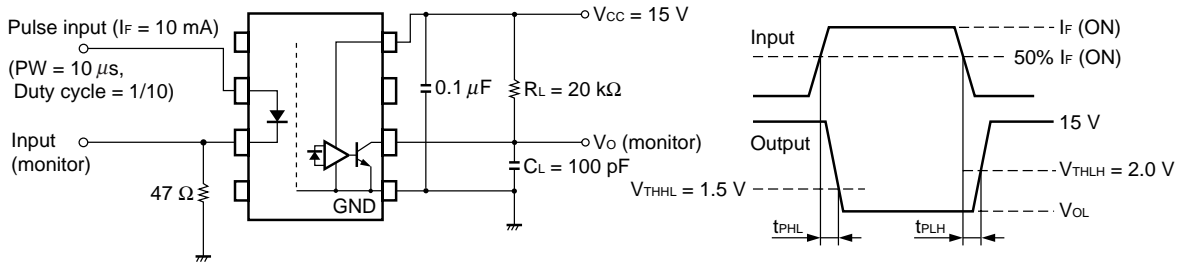 Pulse input (IF = 10 mA)
(PW = 10 μs,
Duty cycle = 1/10)
Input
(monitor)
47 Ω
GND
0.1 μF
VCC = 15 V
RL = 20 kΩ
VO (monitor)
CL = 100 pF
Input
IF (ON)
50% IF (ON)
Output
15 V
VTHHL = 1.5 V
VTHLH = 2.0 V
VOL
tPHL
tPLH